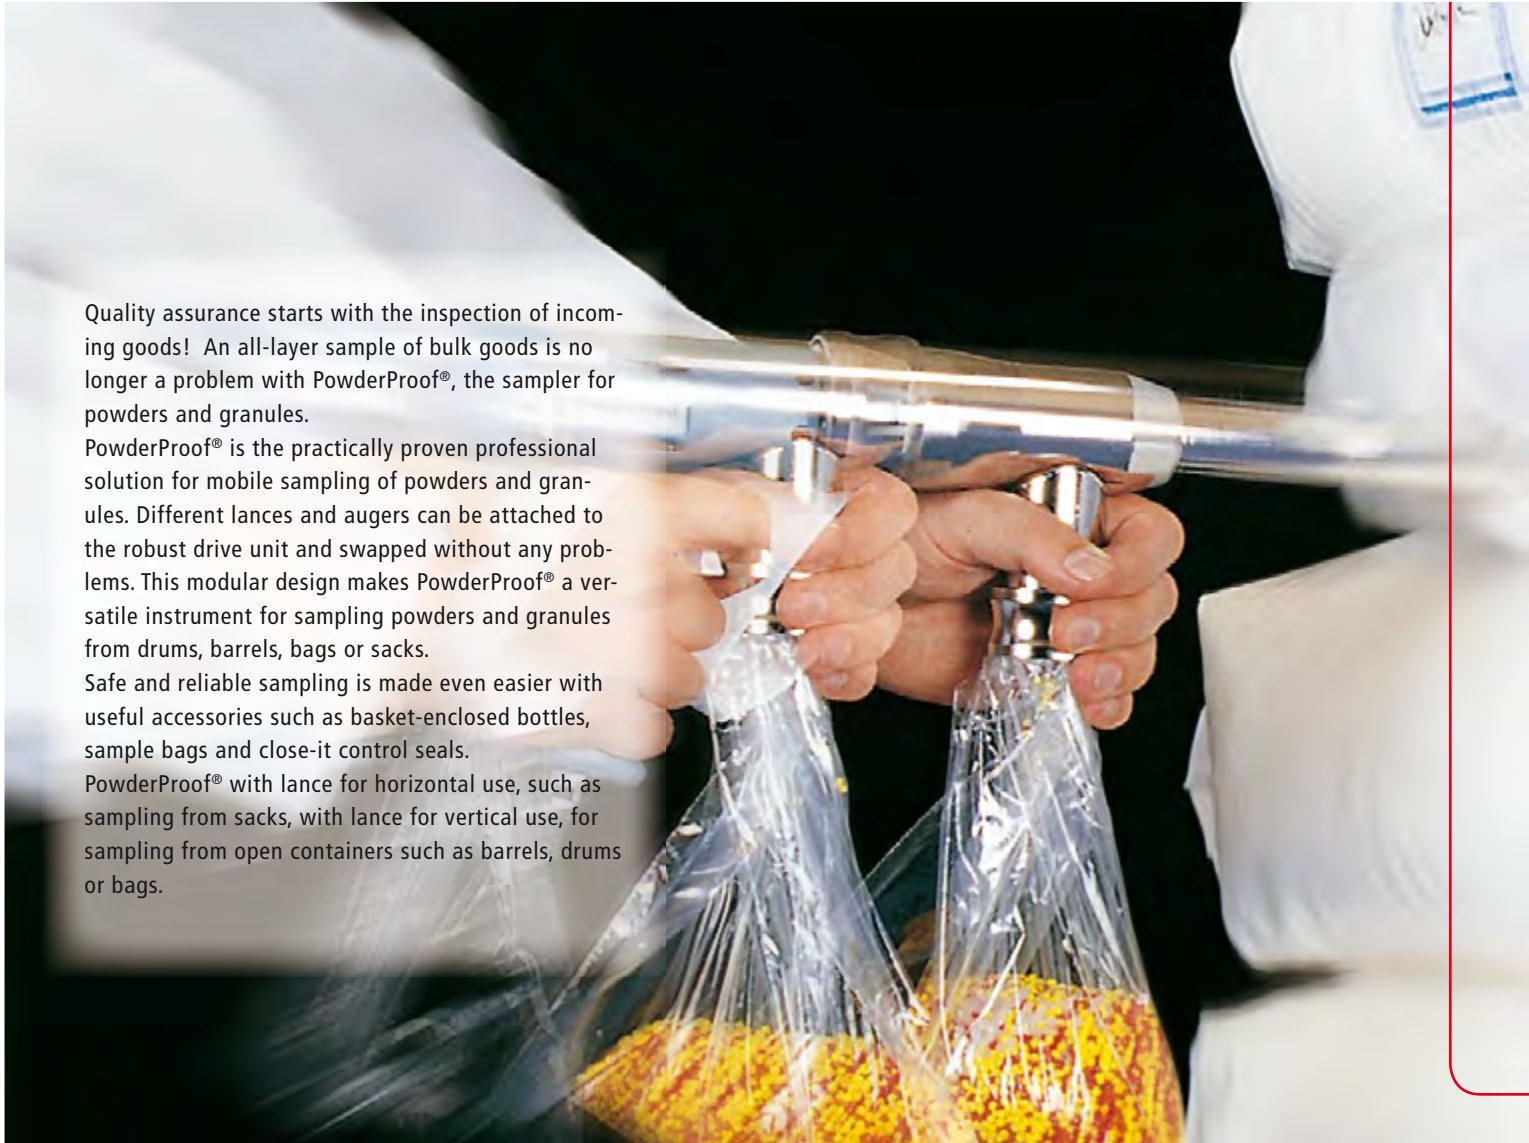 Quality assurance starts with the inspection of incom-
ing goods! An all-layer sample of bulk goods is no
longer a problem with PowderProof®, the sampler for
powders and granules.
PowderProof® is the practically proven professional
solution for mobile sampling of powders and gran-
ules. Different lances and augers can be attached to
the robust drive unit and swapped without any prob-
lems. This modular design makes PowderProof® a ver-
satile instrument for sampling powders and granules
from drums, barrels, bags or sacks.
Safe and reliable sampling is made even easier with
useful accessories such as basket-enclosed bottles,
sample bags and close-it control seals.
PowderProof® with lance for horizontal use, such as
sampling from sacks, with lance for vertical use, for
sampling from open containers such as barrels, drums
or bags.